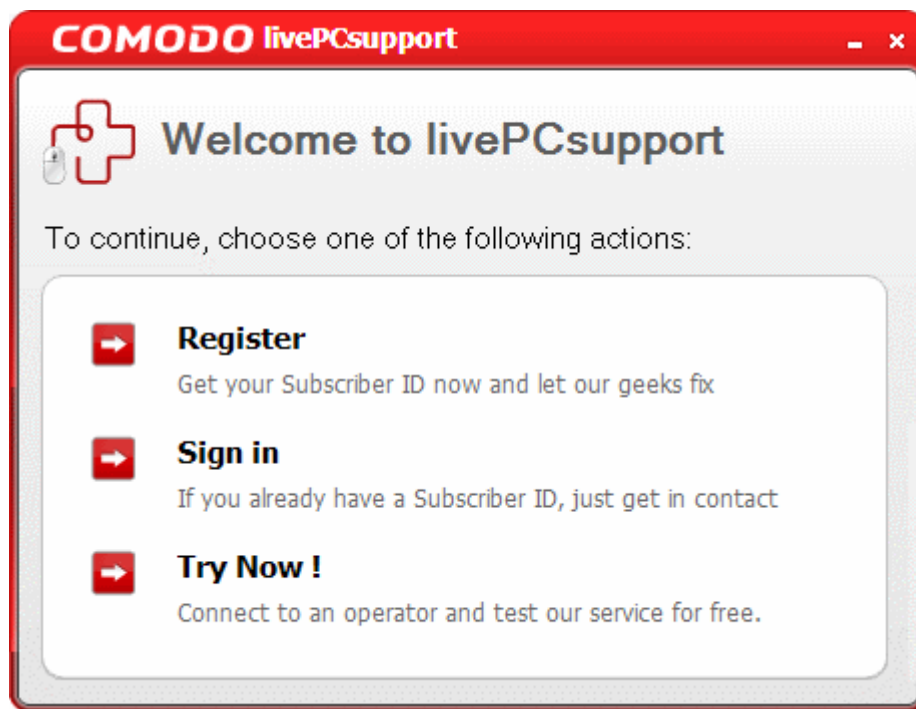 COMODO livePCsupport
Welcome to livePCsupport
To continue, choose one of the following actions:
Register
Get your Subscriber ID now and let our geeks fix
Sign in
If you already have a Subscriber ID, just get in contact
Try Now !
Connect to an operator and test our service for free.